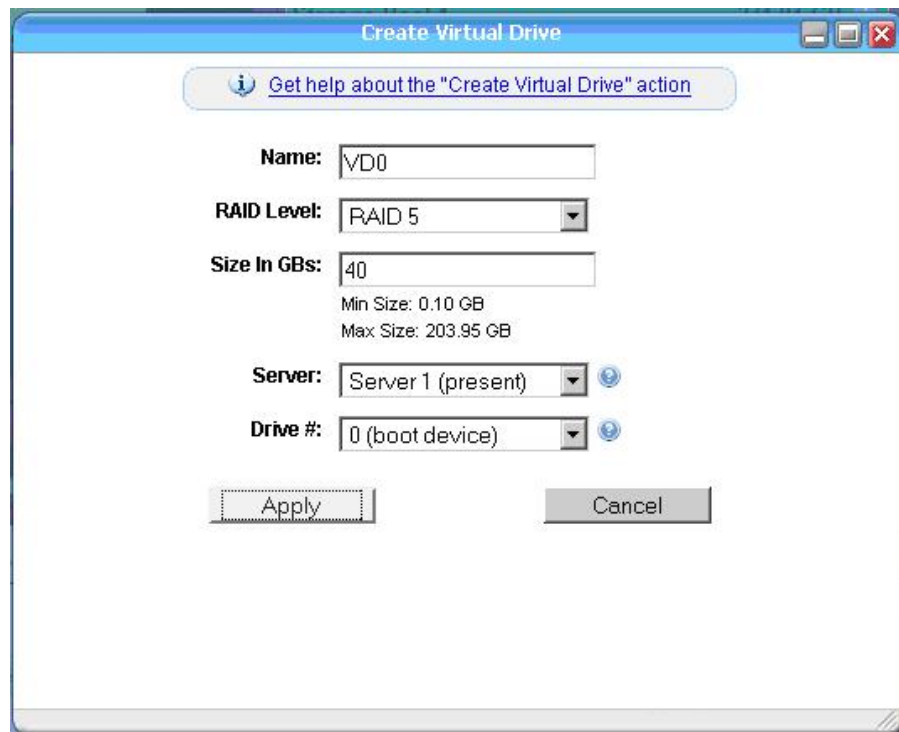 Create Virtual Drive
Get help about the "Create Virtual Drive" action
Name: VD0
RAID Level: RAID 5
Size In GBs: 40
Min Size: 0.10 GB
Max Size: 203.95 GB
Server: Server 1 (present)
Drive #: 0 (boot device)
Apply Cancel